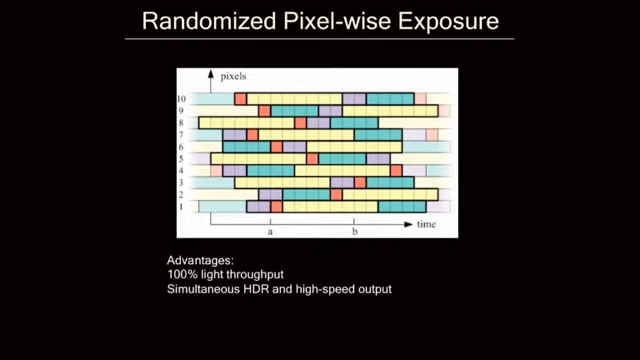 Randomized Pixel-wise Exposure
pixels
10
9
8
7
6
5
4
3
2
1
time
a b
Advantages:
100% light throughput
Simultaneous HDR and high-speed output